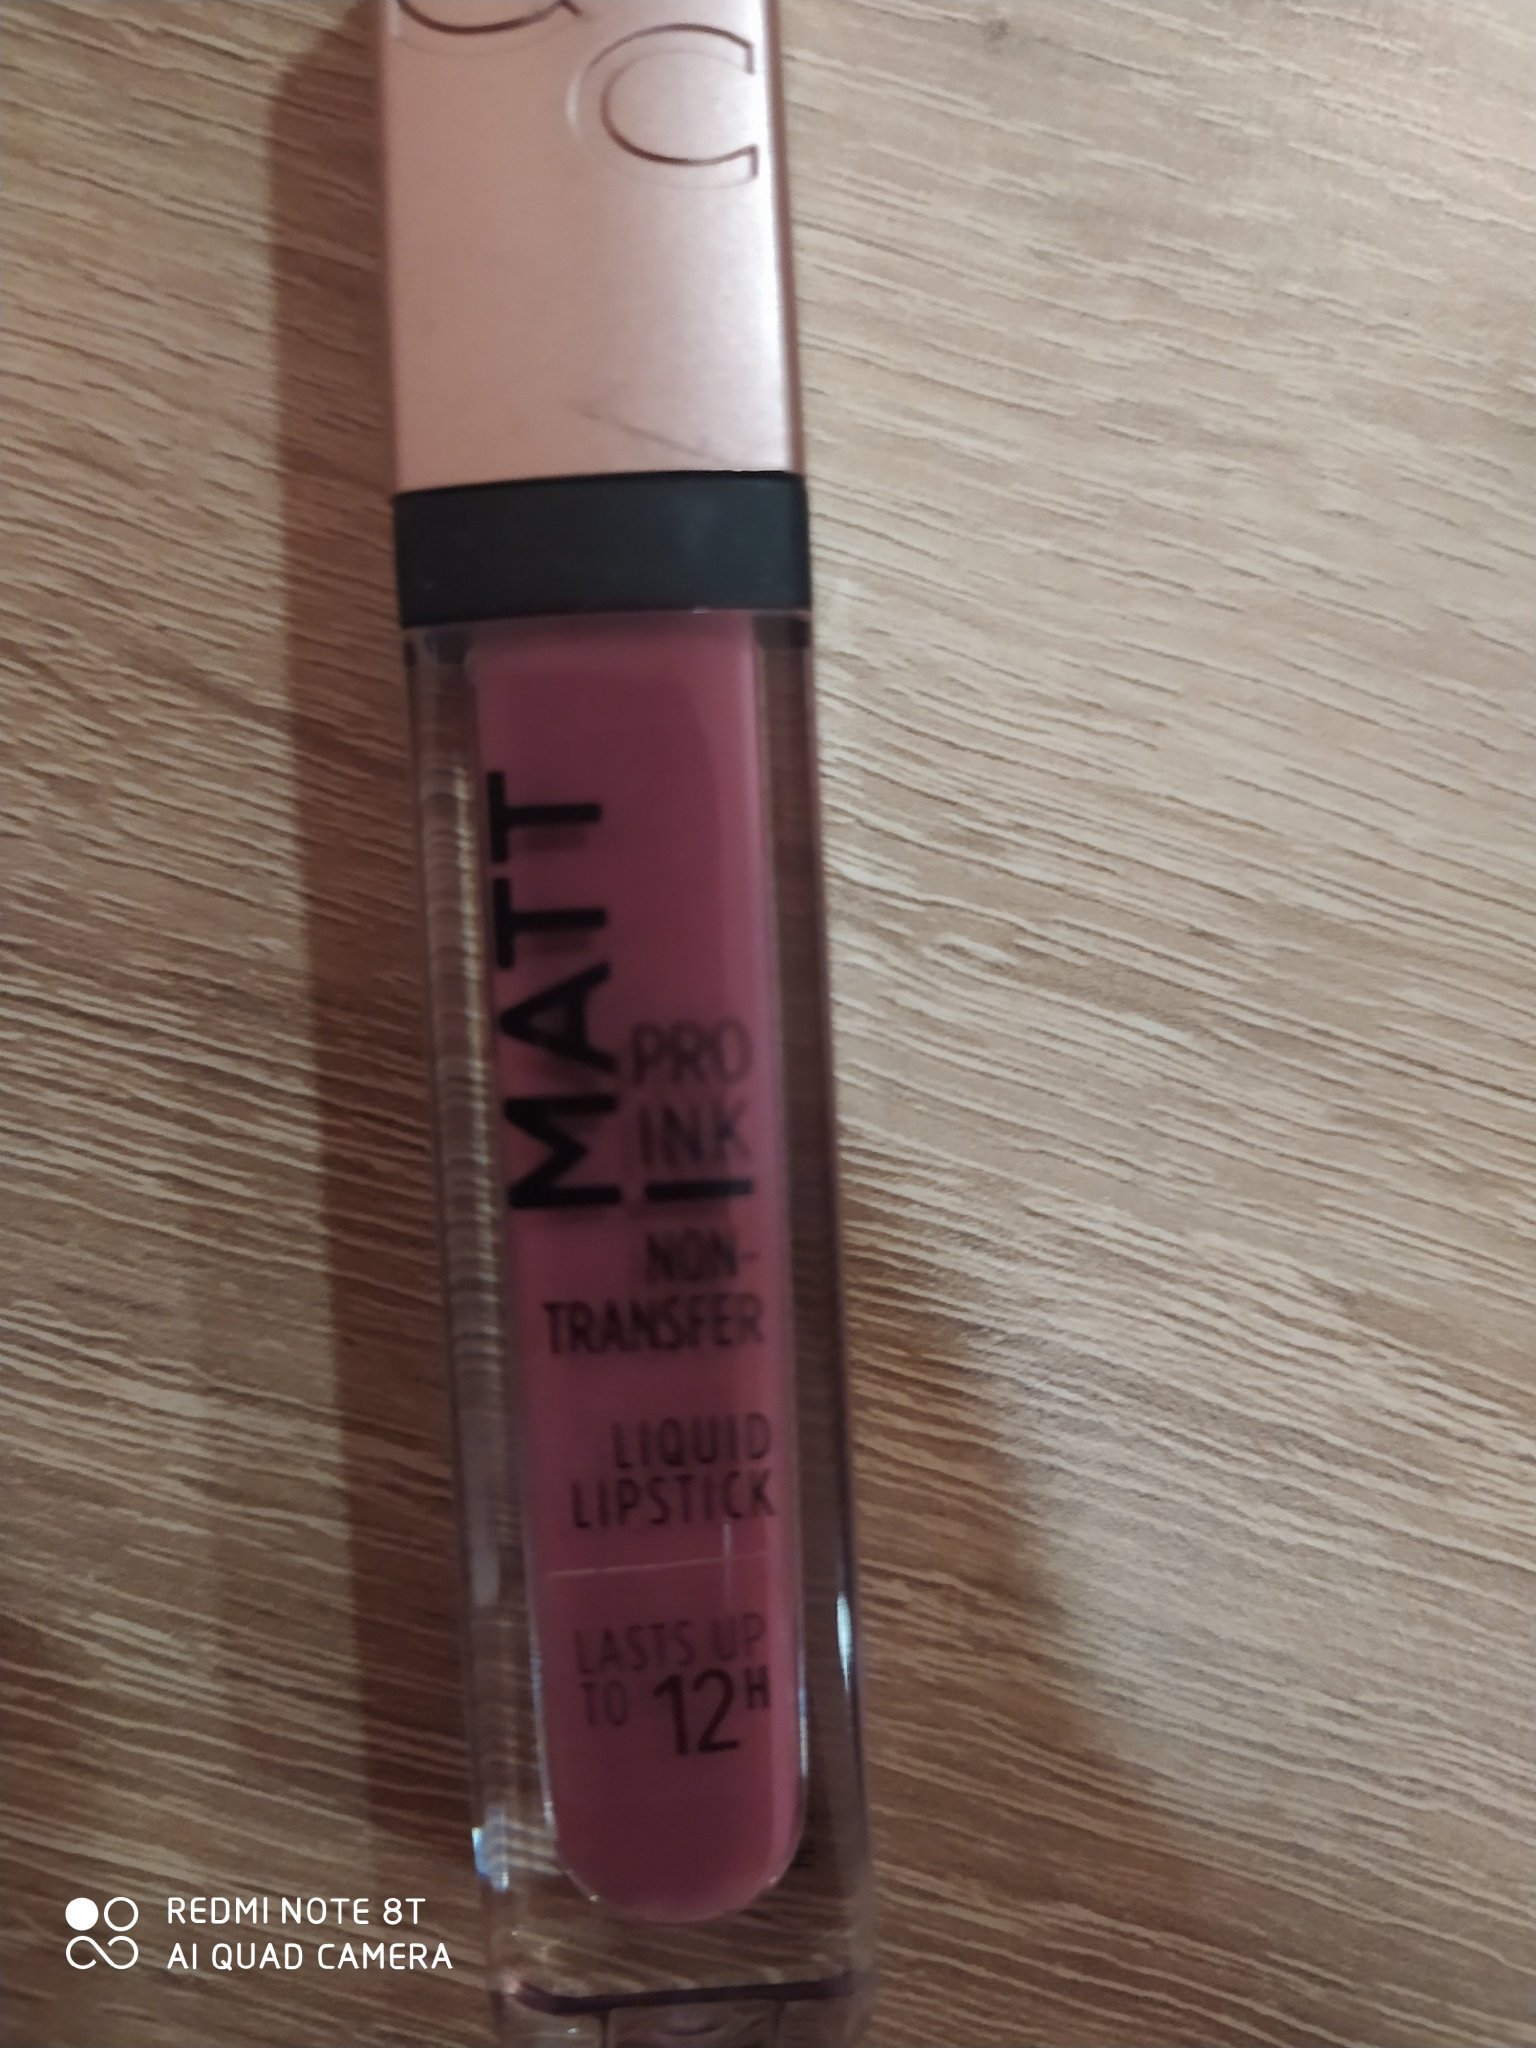 C
MATT
PRO
INK
NON-
TRANSFER
LIQUID
LIPSTICK
LASTS UP
TO 12H
REDMI NOTE 8T
AI QUAD CAMERA